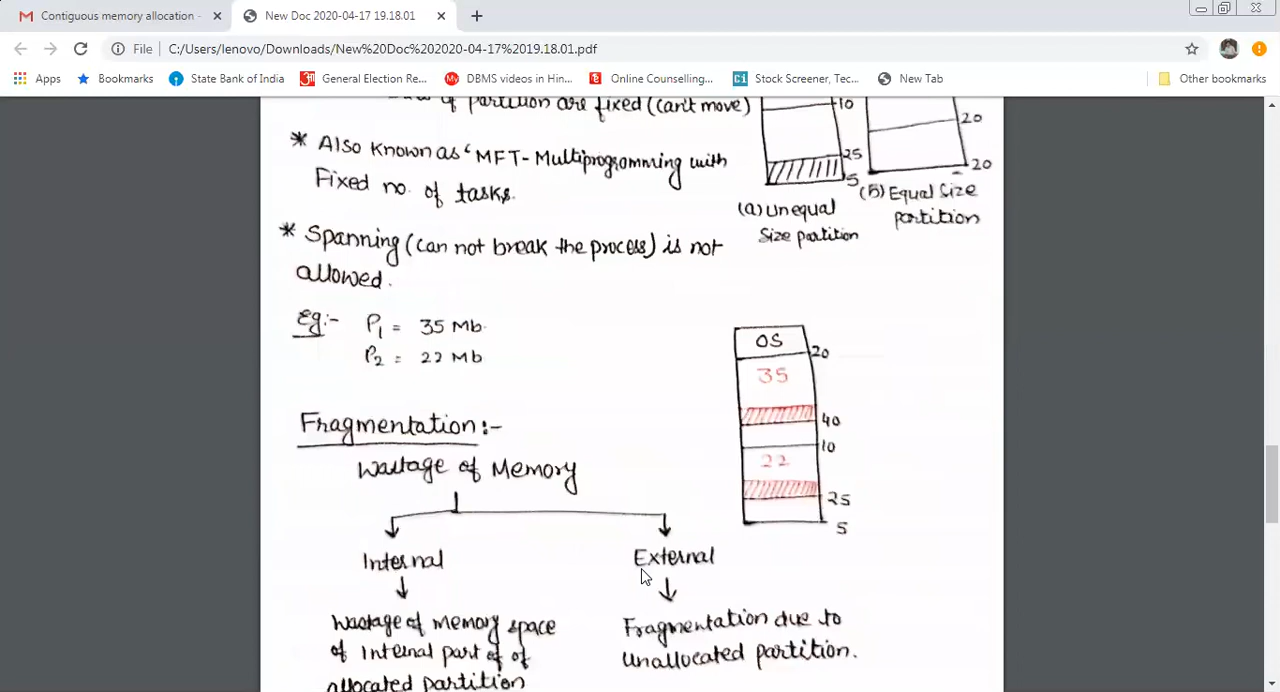 Contiguous memory allocation -
New Doc 2020-04-17 19.18.01
File
C:/Users/lenovo/Downloads/New%20Doc%202020-04-17%2019.18.01.pdf
Apps
Bookmarks
State Bank of India
General Election Re...
DBMS videos in Hin...
Online Counselling...
Stock Screener, Tec...
New Tab
Other bookmarks
of partition are fixed (can't move)
* Also known as 'MFT-Multiprogramming with
Fixed no. of tasks.
* Spanning (can not break the process) is not
allowed.
Eg:- P1 = 35 Mb
P2 = 22 Mb
10
25
5
(a) Unequal
Size partition
20
20
(b) Equal Size
partition
OS
20
35
40
10
22
25
5
Fragmentation:-
Wastage of Memory
Internal
External
Wastage of memory space
of Internal part of of
allocated partition
Fragmentation due to
Unallocated partition.